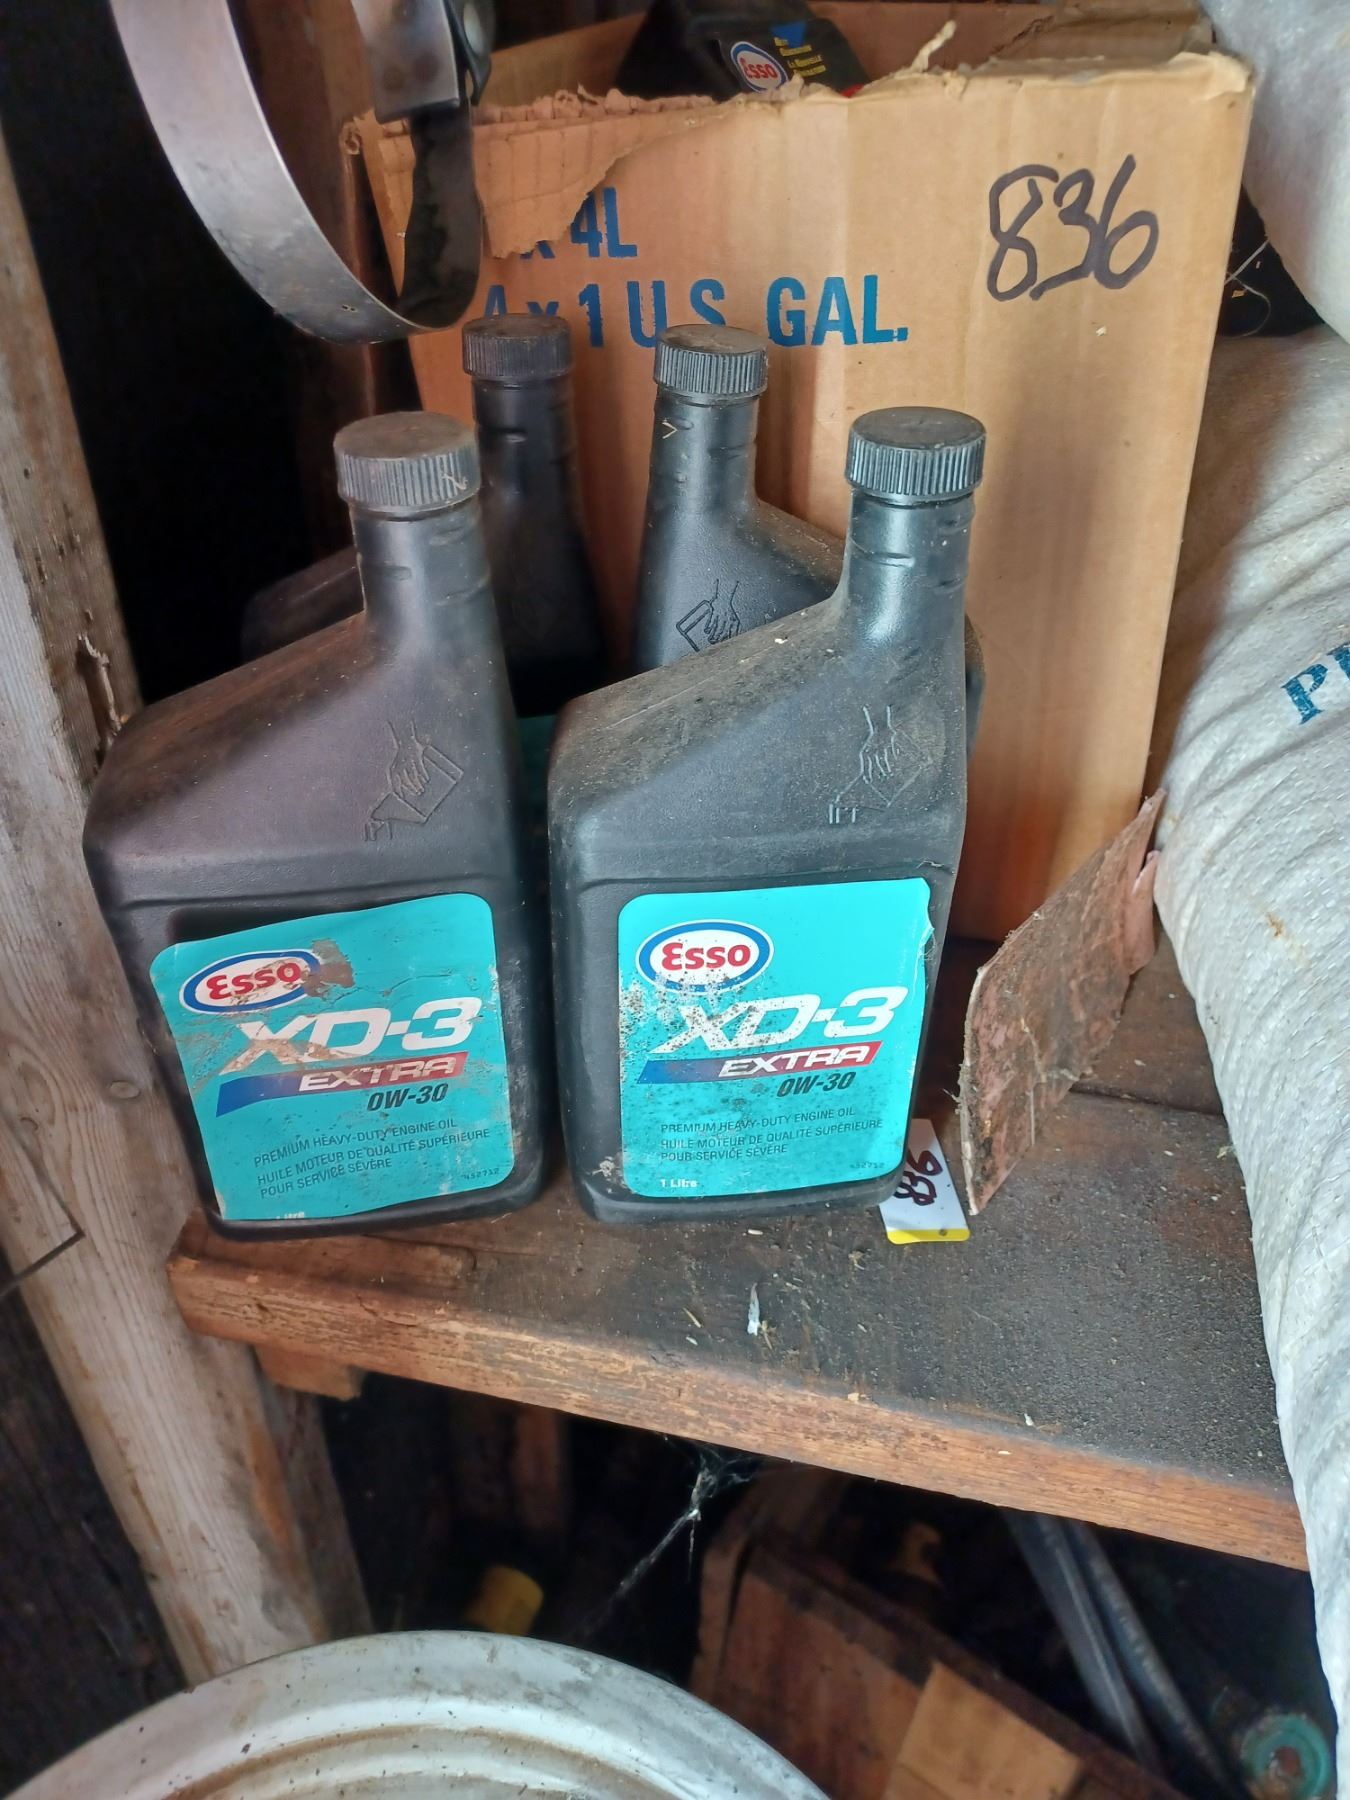 Esso
4L
4 x 1 U.S. GAL.
836
Esso
XD-3
EXTRA
0W-30
PREMIUM HEAVY-DUTY ENGINE OIL
HUILE MOTEUR DE QUALITÉ SUPÉRIEURE
POUR SERVICE SÉVÈRE
Litre
Esso
XD-3
EXTRA
0W-30
PREMIUM HEAVY-DUTY ENGINE OIL
HUILE MOTEUR DE QUALITÉ SUPÉRIEURE
POUR SERVICE SÉVÈRE
1 Litre
836